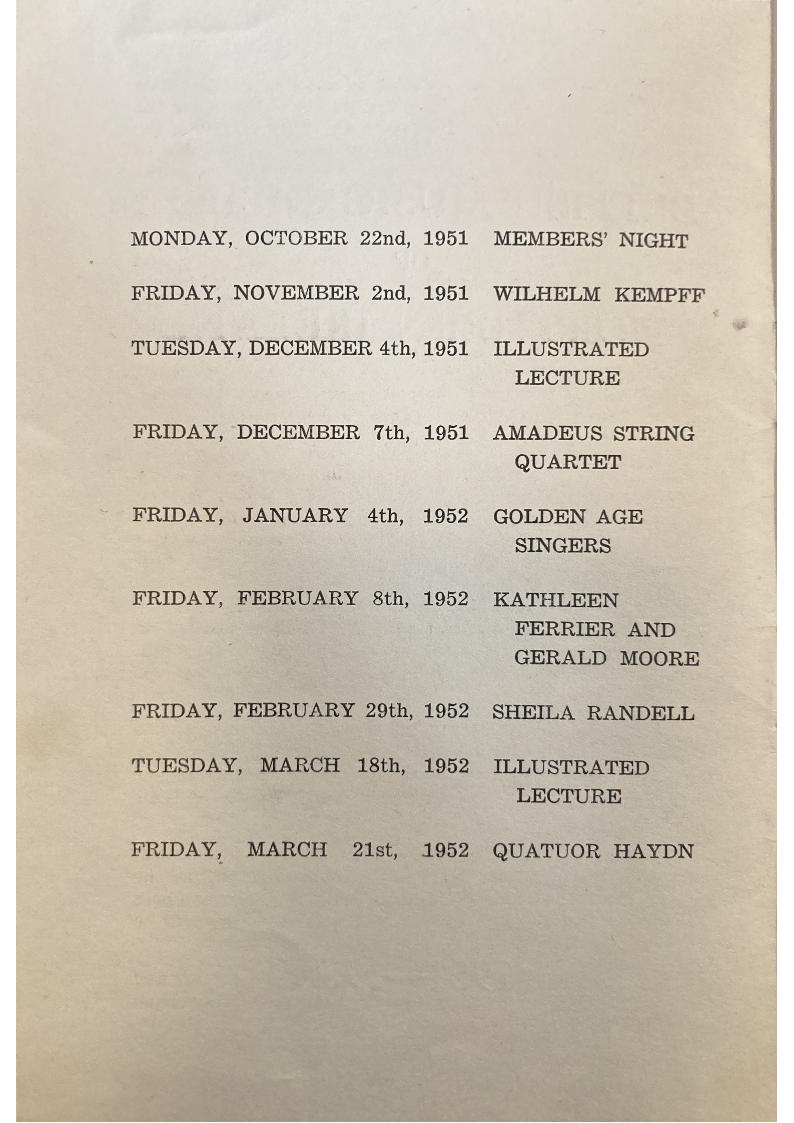 MONDAY, OCTOBER 22nd, 1951 MEMBERS' NIGHT
FRIDAY, NOVEMBER 2nd, 1951 WILHELM KEMPFF
TUESDAY, DECEMBER 4th, 1951 ILLUSTRATED
LECTURE
FRIDAY, DECEMBER 7th, 1951 AMADEUS STRING
QUARTET
FRIDAY, JANUARY 4th, 1952 GOLDEN AGE
SINGERS
FRIDAY, FEBRUARY 8th, 1952 KATHLEEN
FERRIER AND
GERALD MOORE
FRIDAY, FEBRUARY 29th, 1952 SHEILA RANDELL
TUESDAY, MARCH 18th, 1952 ILLUSTRATED
LECTURE
FRIDAY, MARCH 21st, 1952 QUATUOR HAYDN